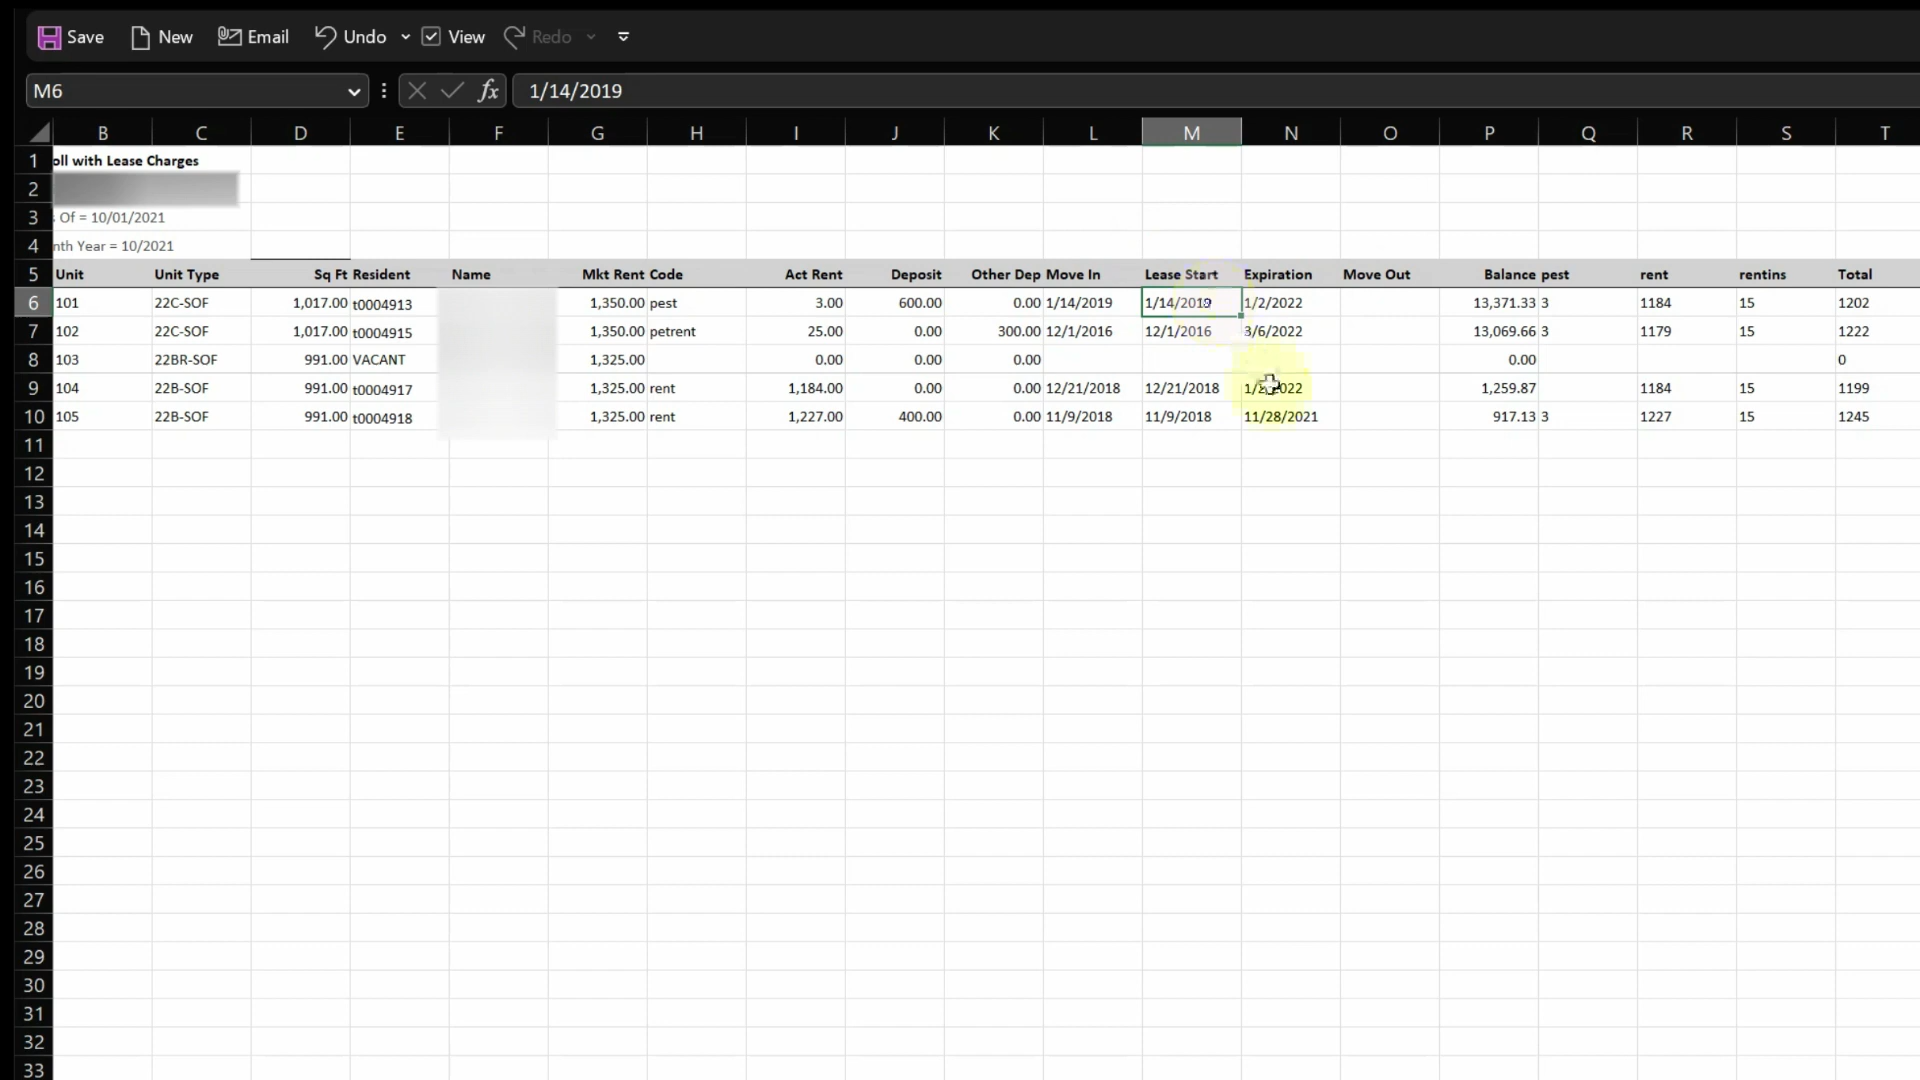 Save New Email Undo View Redo
M6 fx 1/14/2019
B C D E F G H I J K L M N O P Q R S T
1 oll with Lease Charges
2
3 Of = 10/01/2021
4 nth Year = 10/2021
5 Unit Unit Type Sq Ft Resident Name Mkt Rent Code Act Rent Deposit Other Dep Move In Lease Start Expiration Move Out Balance pest rent rentins Total
6 101 22C-SOF 1,017.00 t0004913 1,350.00 pest 3.00 600.00 0.00 1/14/2019 1/14/2019 1/2/2022 13,371.33 3 1184 15 1202
7 102 22C-SOF 1,017.00 t0004915 1,350.00 petrent 25.00 0.00 300.00 12/1/2016 12/1/2016 3/6/2022 13,069.66 3 1179 15 1222
8 103 22BR-SOF 991.00 VACANT 1,325.00 0.00 0.00 0.00 0.00 0
9 104 22B-SOF 991.00 t0004917 1,325.00 rent 1,184.00 0.00 0.00 12/21/2018 12/21/2018 1,259.87 1184 15 1199
10 105 22B-SOF 991.00 t0004918 1,325.00 rent 1,227.00 400.00 0.00 11/9/2018 11/9/2018 11/28/2021 917.13 3 1227 15 1245
11
12
13
14
15
16
17
18
19
20
21
22
23
24
25
26
27
28
29
30
31
32
33